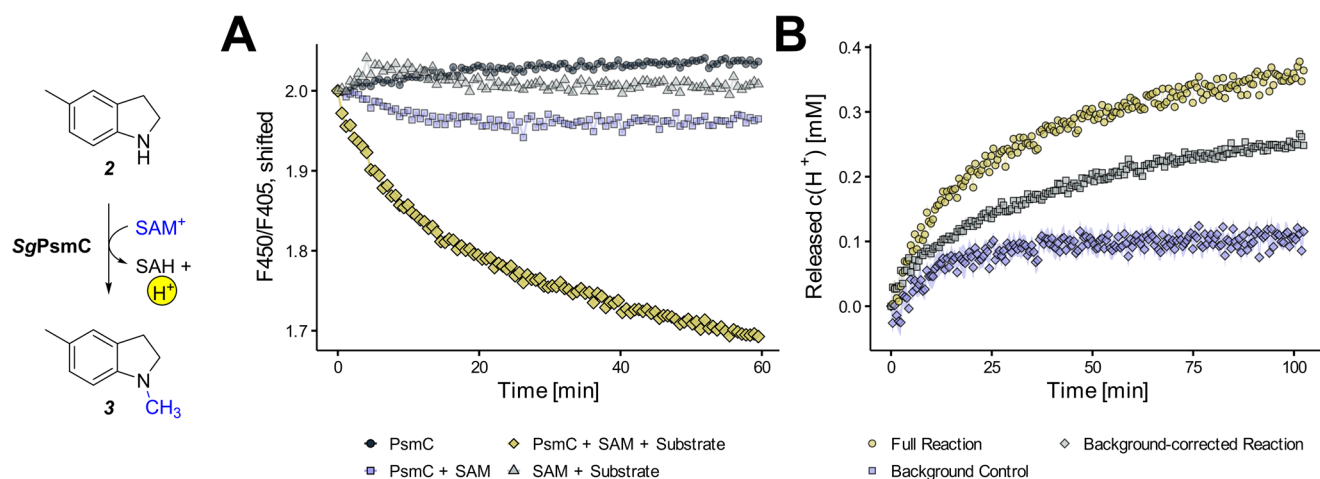 N
H
2
SgPsmC
SAM+
SAH +
H+
N
CH3
3
A
2.0
1.9
1.8
1.7
F450/F405, shifted
0
20
40
60
Time [min]
PsmC
PsmC + SAM + Substrate
PsmC + SAM
SAM + Substrate
B
0.4
0.3
0.2
0.1
0.0
Released c(H+) [mM]
0
25
50
75
100
Time [min]
Full Reaction
Background-corrected Reaction
Background Control